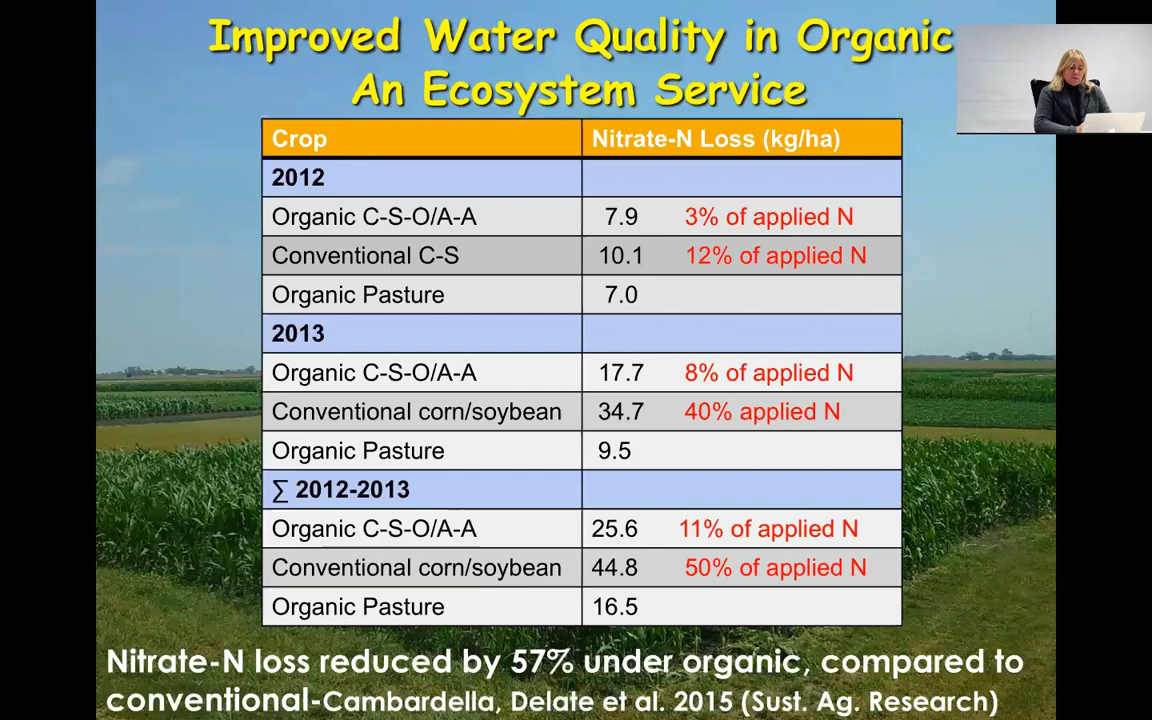 Improved Water Quality in Organic
An Ecosystem Service
Crop Nitrate-N Loss (kg/ha)
2012
Organic C-S-O/A-A 7.9 3% of applied N
Conventional C-S 10.1 12% of applied N
Organic Pasture 7.0
2013
Organic C-S-O/A-A 17.7 8% of applied N
Conventional corn/soybean 34.7 40% applied N
Organic Pasture 9.5
∑ 2012-2013
Organic C-S-O/A-A 25.6 11% of applied N
Conventional corn/soybean 44.8 50% of applied N
Organic Pasture 16.5
Nitrate-N loss reduced by 57% under organic, compared to
conventional-Cambardella, Delate et al. 2015 (Sust. Ag. Research)